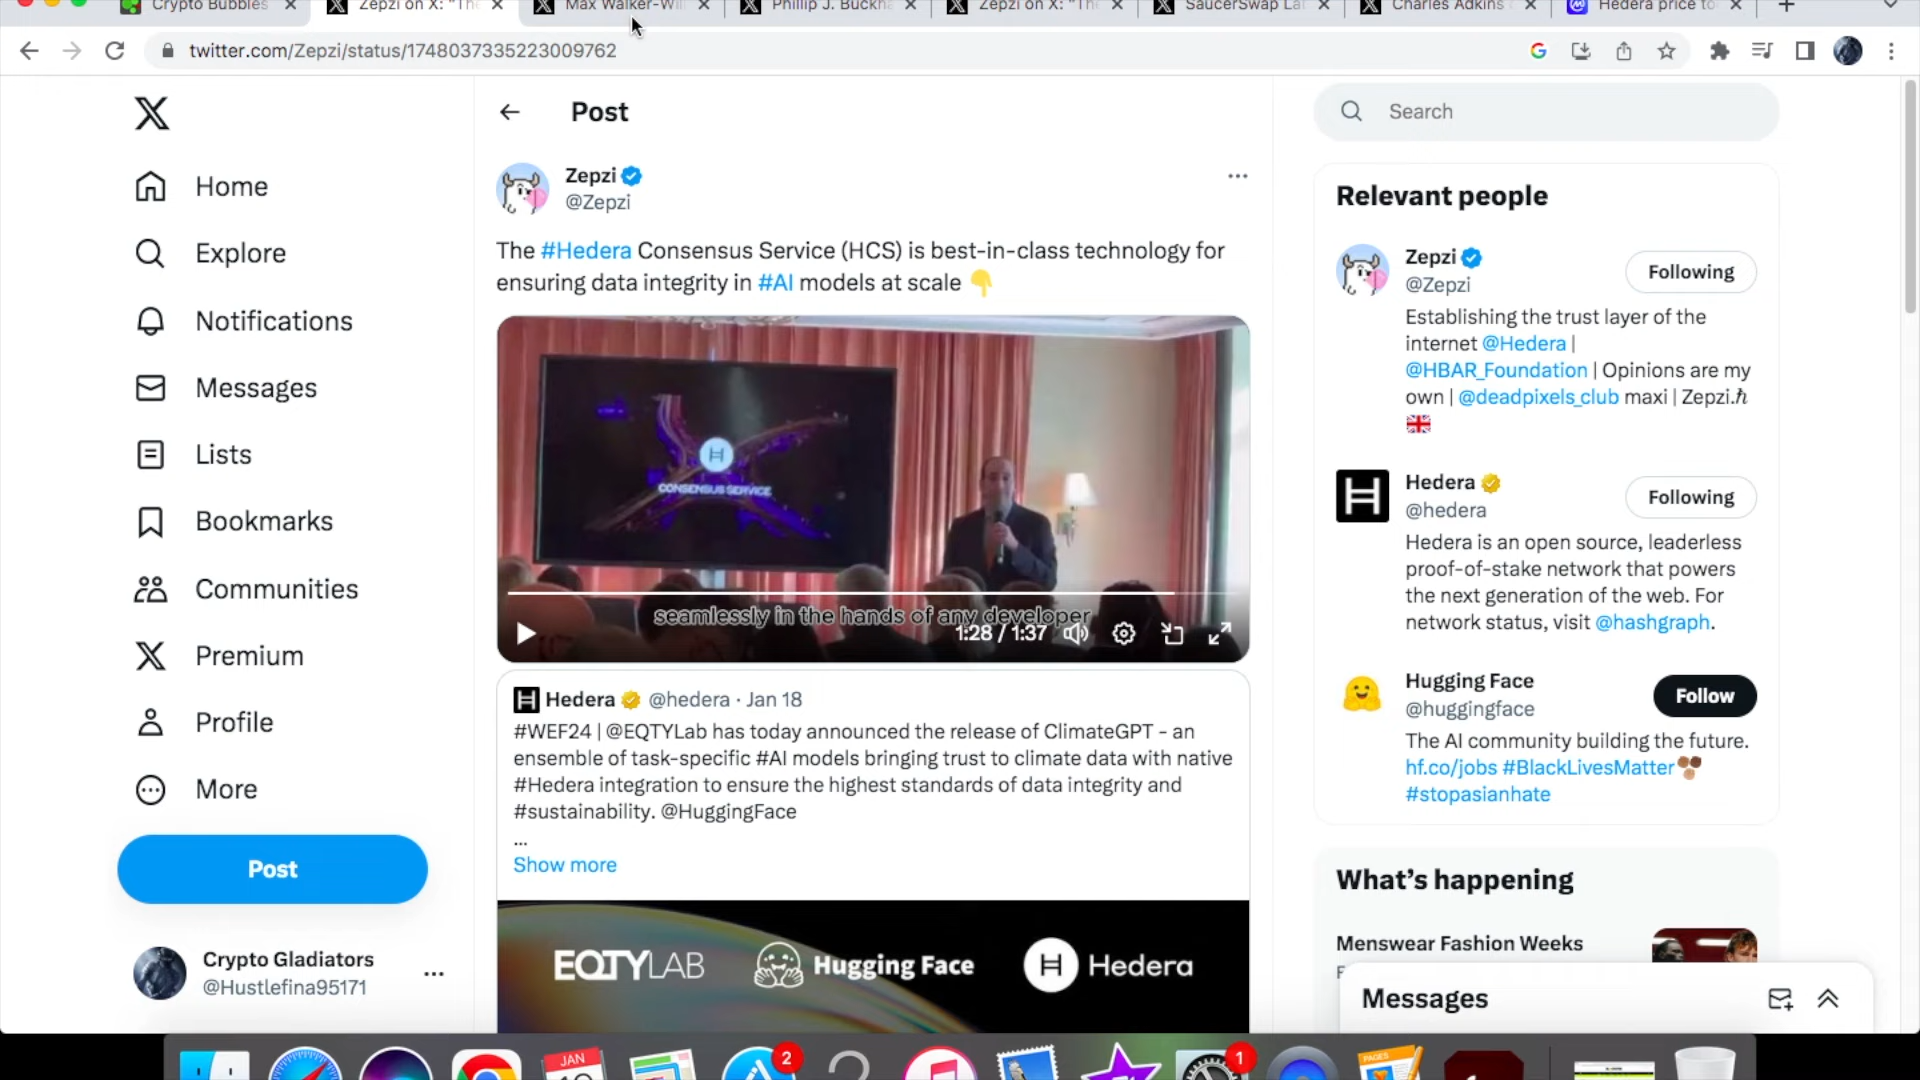 Crypto Bubbles
Zepzi on X: "The
Max Walker-Wil
Phillip J. Buckha
Zepzi on X: "The
SaucerSwap Lab
Charles Adkins
Hedera price to
twitter.com/Zepzi/status/1748037335223009762
Home
Explore
Notifications
Messages
Lists
Bookmarks
Communities
Premium
Profile
More
Post
Crypto Gladiators
@Hustlefina95171
Post
Zepzi
@Zepzi
The #Hedera Consensus Service (HCS) is best-in-class technology for
ensuring data integrity in #AI models at scale 👇
CONSENSUS SERVICE
seamlessly in the hands of any developer
1:28 / 1:37
Hedera @hedera · Jan 18
#WEF24 | @EQTYLab has today announced the release of ClimateGPT - an
ensemble of task-specific #AI models bringing trust to climate data with native
#Hedera integration to ensure the highest standards of data integrity and
#sustainability. @HuggingFace
...
Show more
EQTYLAB
Hugging Face
Hedera
Search
Relevant people
Zepzi
@Zepzi
Following
Establishing the trust layer of the
internet @Hedera |
@HBAR_Foundation | Opinions are my
own | @deadpixels_club maxi | Zepzi.ℏ
🇬🇧
Hedera
@hedera
Following
Hedera is an open source, leaderless
proof-of-stake network that powers
the next generation of the web. For
network status, visit @hashgraph.
Hugging Face
@huggingface
Follow
The AI community building the future.
hf.co/jobs #BlackLivesMatter
#stopasianhate
What's happening
Menswear Fashion Weeks
Messages
JAN
2
1
PAGES